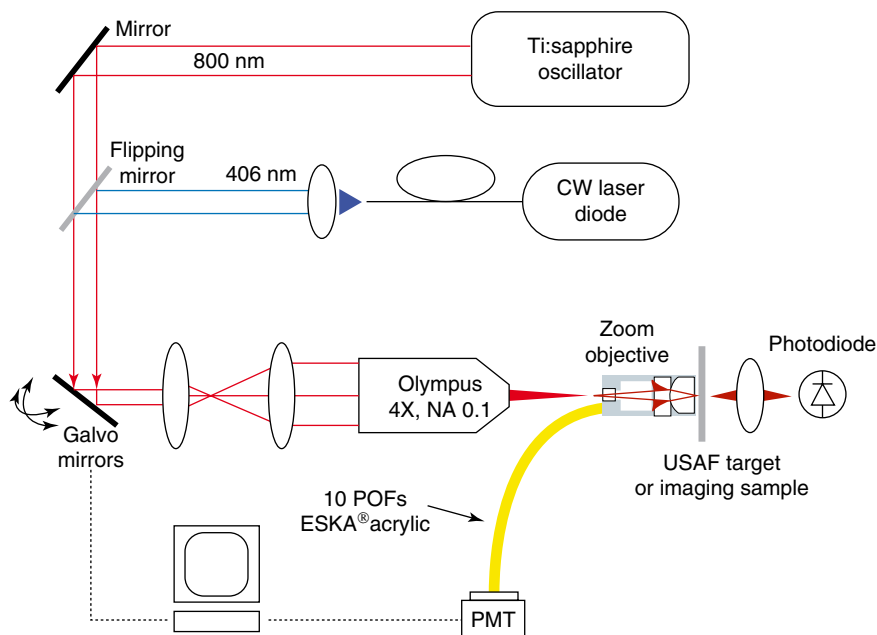 Mirror
800 nm
Ti:sapphire
oscillator
Flipping
mirror
406 nm
CW laser
diode
Zoom
objective
Photodiode
Olympus
4X, NA 0.1
Galvo
mirrors
USAF target
or imaging sample
10 POFs
ESKA® acrylic
PMT